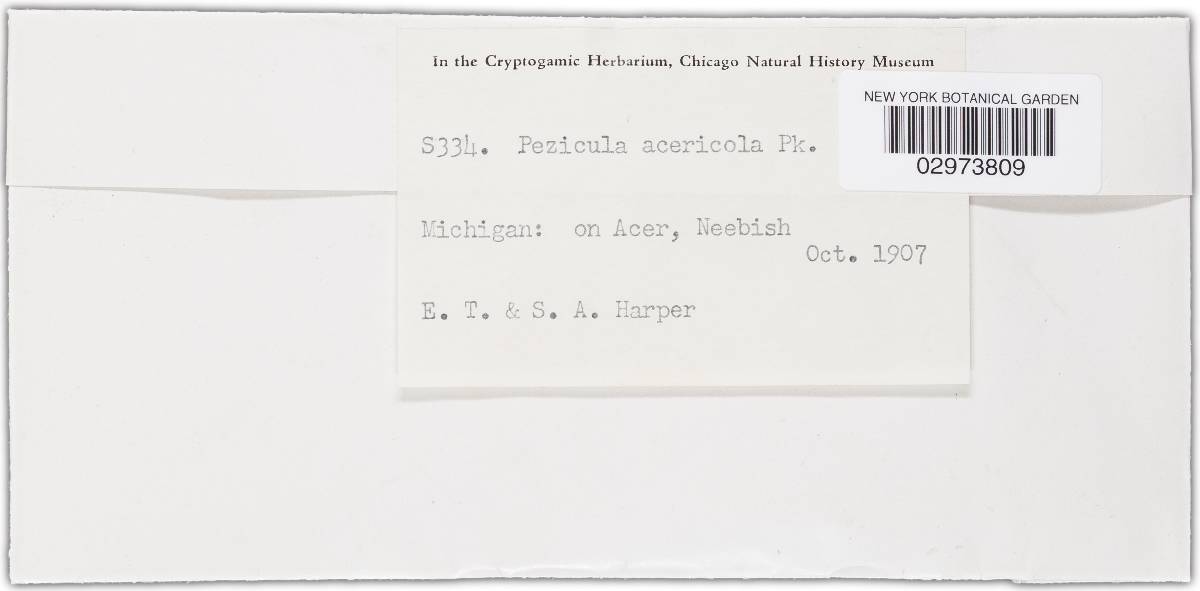 In the Cryptogamic Herbarium, Chicago Natural History Museum
NEW YORK BOTANICAL GARDEN
02973809
S334. Pezicula acericola Pk.
Michigan: on Acer, Neebish
Oct. 1907
E. T. & S. A. Harper